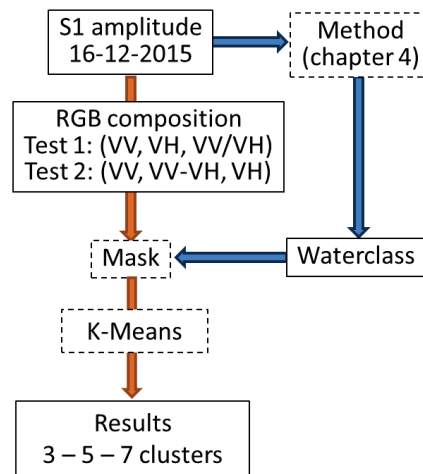 S1 amplitude
16-12-2015
Method
(chapter 4)
RGB composition
Test 1: (VV, VH, VV/VH)
Test 2: (VV, VV-VH, VH)
Mask
Waterclass
K-Means
Results
3 – 5 – 7 clusters